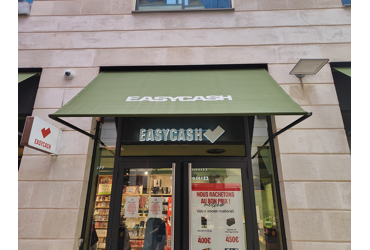 EASYCASH
EASYCASH
EASYCASH
NOUS RACHETONS
AU BON PRIX !
400€
450€